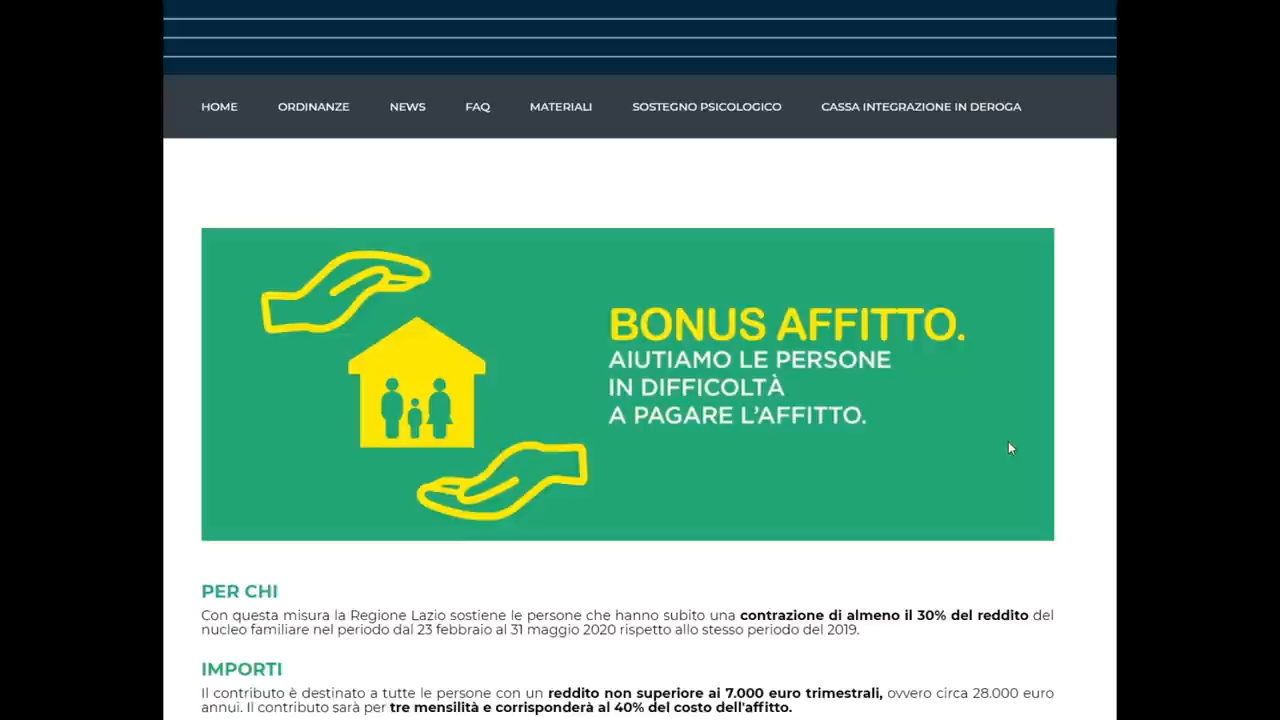 HOME ORDINANZE NEWS FAQ MATERIALI SOSTEGNO PSICOLOGICO CASSA INTEGRAZIONE IN DEROGA
BONUS AFFITTO.
AIUTIAMO LE PERSONE
IN DIFFICOLTÀ
A PAGARE L'AFFITTO.
PER CHI
Con questa misura la Regione Lazio sostiene le persone che hanno subito una contrazione di almeno il 30% del reddito del
nucleo familiare nel periodo dal 23 febbraio al 31 maggio 2020 rispetto allo stesso periodo del 2019.
IMPORTI
Il contributo è destinato a tutte le persone con un reddito non superiore ai 7.000 euro trimestrali, ovvero circa 28.000 euro
annui. Il contributo sarà per tre mensilità e corrisponderà al 40% del costo dell'affitto.